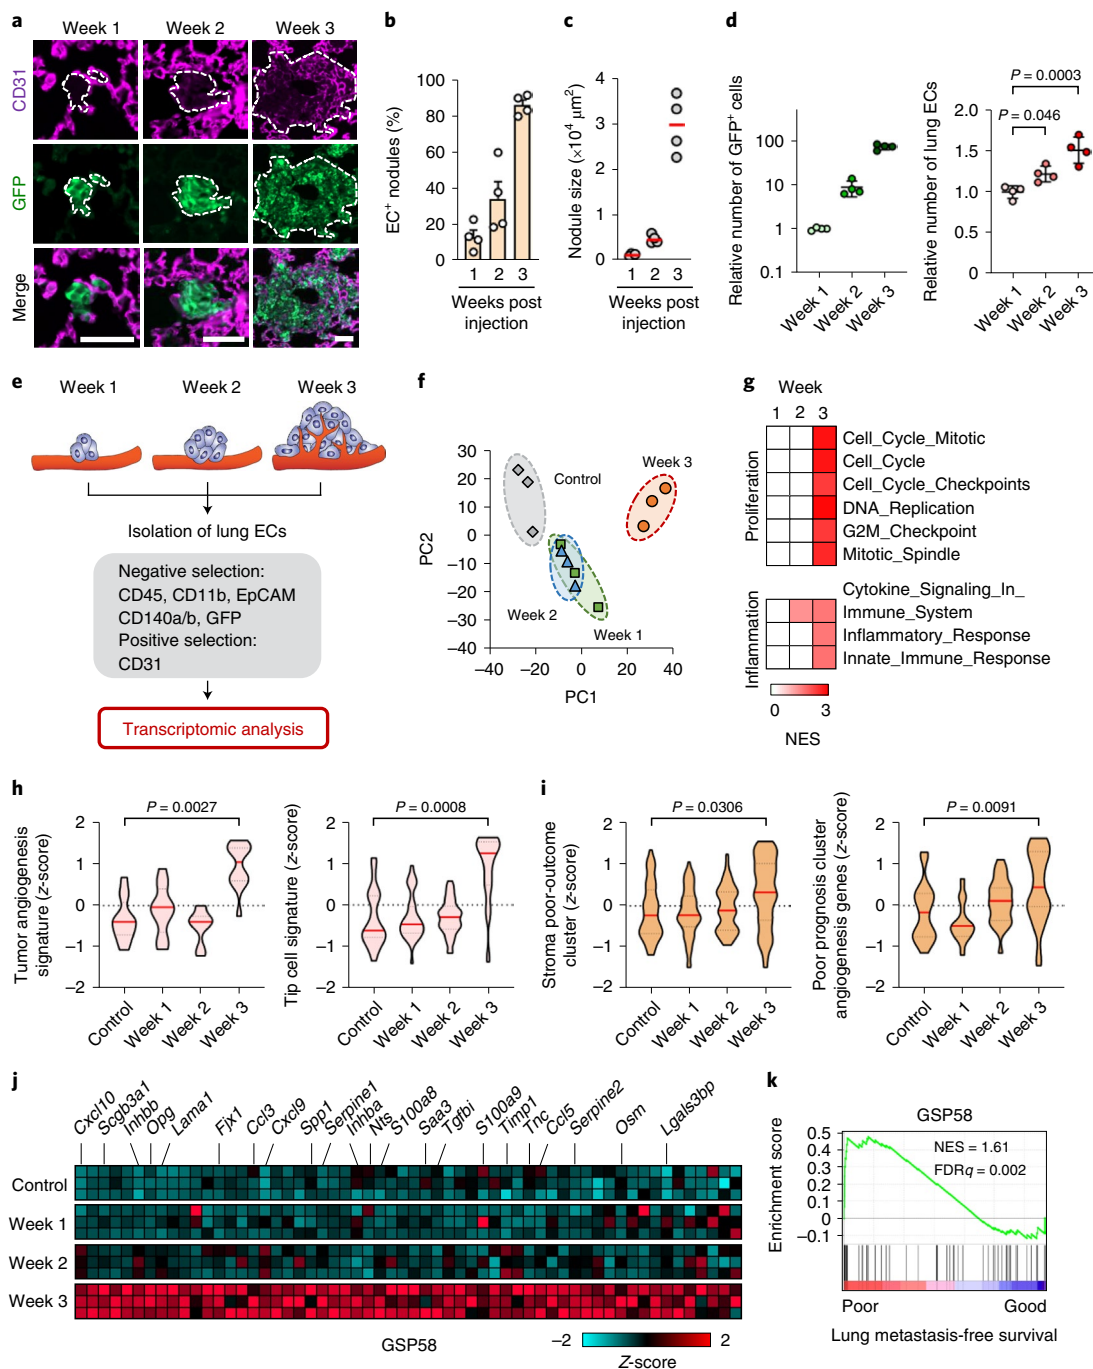 a
Week 1
Week 2
Week 3
CD31
GFP
Merge
b
EC+ nodules (%)
100
80
60
40
20
0
1 2 3
Weeks post
injection
c
Nodule size (×10⁴ μm²)
4
3
2
1
0
1 2 3
Weeks post
injection
d
Relative number of GFP+ cells
100
10
1
0.1
Week 1
Week 2
Week 3
Relative number of lung ECs
P = 0.0003
P = 0.046
2.0
1.5
1.0
0.5
0
Week 1
Week 2
Week 3
e
Week 1
Week 2
Week 3
Isolation of lung ECs
Negative selection:
CD45, CD11b, EpCAM
CD140a/b, GFP
Positive selection:
CD31
Transcriptomic analysis
f
PC2
30
20
10
0
−10
−20
−30
−40
Control
Week 3
Week 2
Week 1
−40 −20 0 20 40
PC1
g
Week
1 2 3
Proliferation
Cell_Cycle_Mitotic
Cell_Cycle
Cell_Cycle_Checkpoints
DNA_Replication
G2M_Checkpoint
Mitotic_Spindle
Inflammation
Cytokine_Signaling_In_
Immune_System
Inflammatory_Response
Innate_Immune_Response
0 3
NES
h
Tumor angiogenesis
signature (z-score)
P = 0.0027
2
1
0
−1
−2
Control
Week 1
Week 2
Week 3
Tip cell signature (z-score)
P = 0.0008
2
1
0
−1
−2
Control
Week 1
Week 2
Week 3
i
Stroma poor-outcome
cluster (z-score)
P = 0.0306
2
1
0
−1
−2
Control
Week 1
Week 2
Week 3
Poor prognosis cluster
angiogenesis genes (z-score)
P = 0.0091
2
1
0
−1
−2
Control
Week 1
Week 2
Week 3
j
Cxcl10
Scgb3a1
Inhbb
Opg
Lama1
Fjx1
Ccl3
Cxcl9
Spp1
Serpine1
Inhba
Nts
S100a8
Saa3
Tgfbi
S100a9
Timp1
Tnc
Ccl5
Serpine2
Osm
Lgals3bp
Control
Week 1
Week 2
Week 3
GSP58
−2 2
Z-score
k
GSP58
Enrichment score
0.5
0.4
0.3
0.2
0.1
0
−0.1
NES = 1.61
FDRq = 0.002
Poor Good
Lung metastasis-free survival